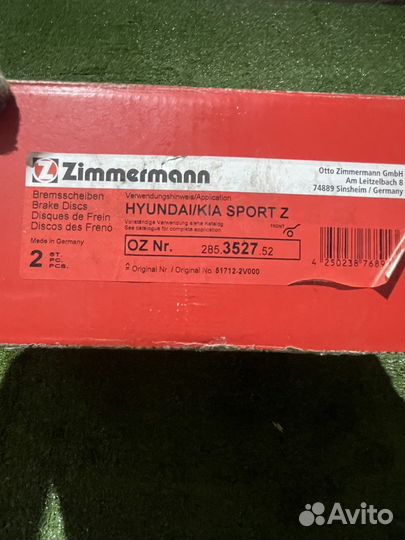 Z Zimmermann
Otto Zimmermann GmbH
Am Leitzelbach 8
74889 Sinsheim / Germany
Bremsscheiben
Brake Discs
Disques de Frein
Discos del Freno
Made in Germany
2 ST. PC. PCS.
Verwendungshinweis/Application
HYUNDAI/KIA SPORT Z
Vollständige Verwendung siehe Katalog
See catalogue for complete application
FRONT
OZ Nr. 285.3527.52
Original Nr. / Original No. 51712-2V000
4 250238 7689
Avito